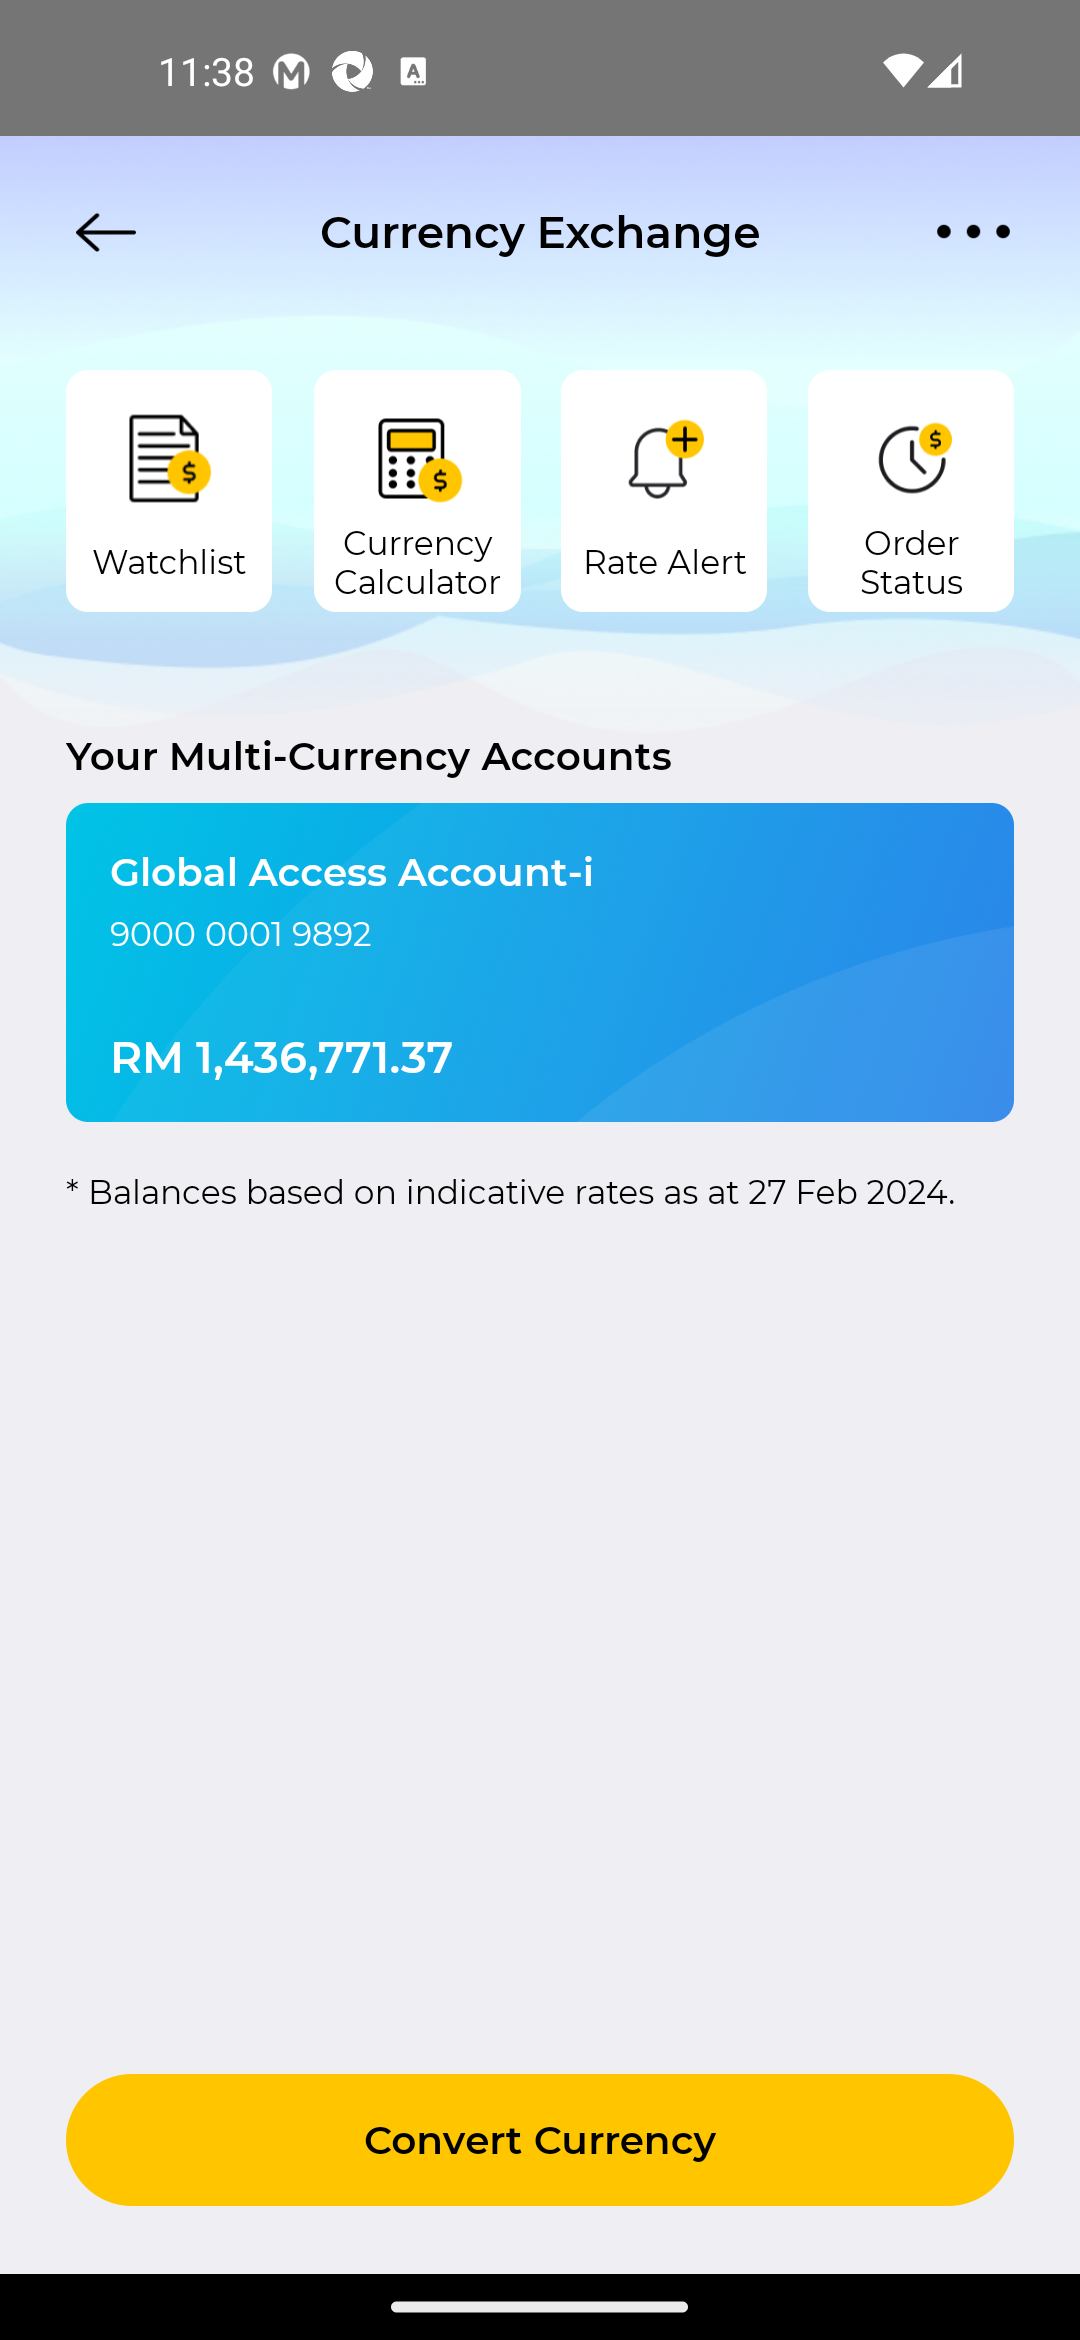 11:38
Currency Exchange
Watchlist
Currency
Calculator
Rate Alert
Order
Status
Your Multi-Currency Accounts
Global Access Account-i
9000 0001 9892
RM 1,436,771.37
* Balances based on indicative rates as at 27 Feb 2024.
Convert Currency